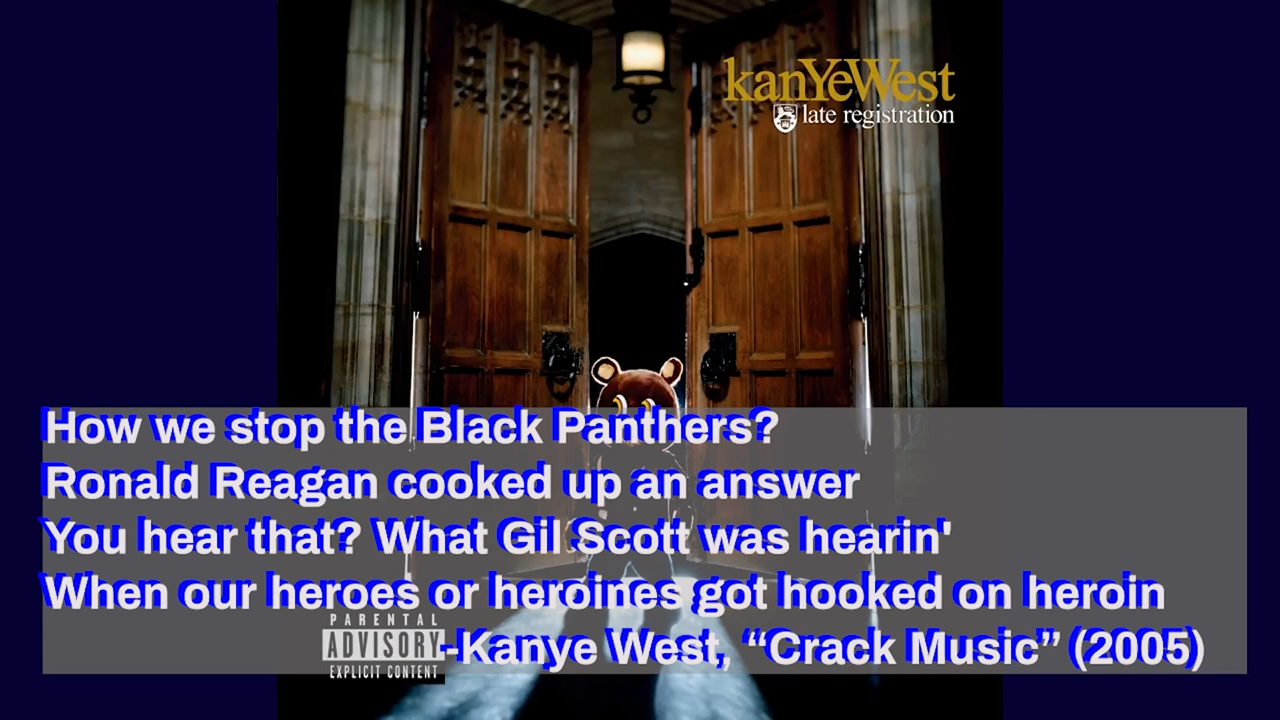 kanYeWest
late registration
How we stop the Black Panthers?
Ronald Reagan cooked up an answer
You hear that? What Gil Scott was hearin'
When our heroes or heroines got hooked on heroin
-Kanye West, “Crack Music” (2005)
PARENTAL
ADVISORY
EXPLICIT CONTENT